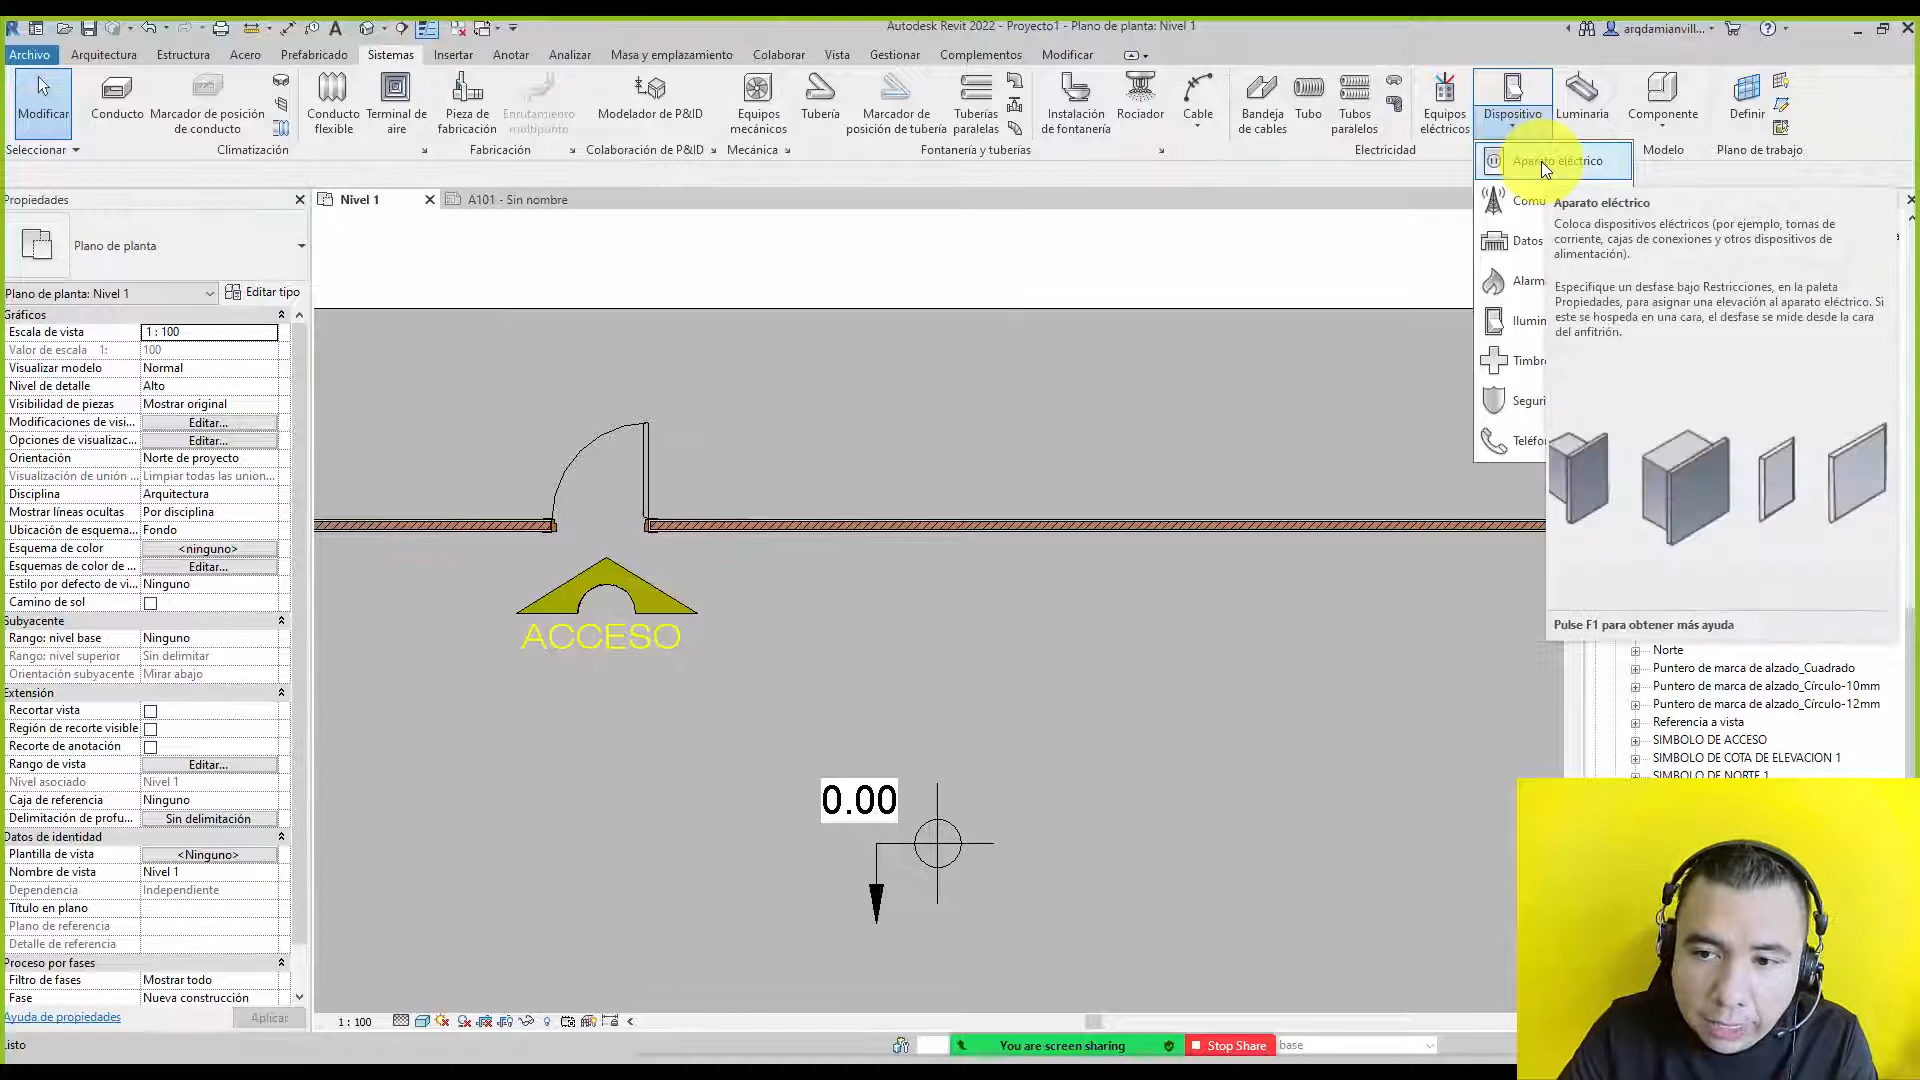 Autodesk Revit 2022 - Proyecto1 - Plano de planta: Nivel 1
arqdamianvill...
Archivo Arquitectura Estructura Acero Prefabricado Sistemas Insertar Anotar Analizar Masa y emplazamiento Colaborar Vista Gestionar Complementos Modificar
Modificar
Conducto
Marcador de posición de conducto
Conducto flexible
Terminal de aire
Pieza de fabricación
Enrutamiento multipunto
Modelador de P&ID
Equipos mecánicos
Tubería
Marcador de posición de tubería
Tuberías paralelas
Instalación de fontanería
Rociador
Cable
Bandeja de cables
Tubo
Tubos paralelos
Equipos eléctricos
Dispositivo
Luminaria
Componente
Definir
Seleccionar
Climatización
Fabricación
Colaboración de P&ID
Mecánica
Fontanería y tuberías
Electricidad
Modelo
Plano de trabajo
Aparato eléctrico
Comu
Datos
Alarm
Ilumin
Timbre
Seguri
Teléfo
Aparato eléctrico
Coloca dispositivos eléctricos (por ejemplo, tomas de
corriente, cajas de conexiones y otros dispositivos de
alimentación).
Especifique un desfase bajo Restricciones, en la paleta
Propiedades, para asignar una elevación al aparato eléctrico. Si
este se hospeda en una cara, el desfase se mide desde la cara
del anfitrión.
Pulse F1 para obtener más ayuda
Propiedades
Nivel 1
A101 - Sin nombre
Plano de planta
Plano de planta: Nivel 1
Editar tipo
Gráficos
Escala de vista 1 : 100
Valor de escala 1: 100
Visualizar modelo Normal
Nivel de detalle Alto
Visibilidad de piezas Mostrar original
Modificaciones de visi... Editar...
Opciones de visualizac... Editar...
Orientación Norte de proyecto
Visualización de unión ... Limpiar todas las union...
Disciplina Arquitectura
Mostrar líneas ocultas Por disciplina
Ubicación de esquema... Fondo
Esquema de color <ninguno>
Esquemas de color de ... Editar...
Estilo por defecto de vi... Ninguno
Camino de sol
Subyacente
Rango: nivel base Ninguno
Rango: nivel superior Sin delimitar
Orientación subyacente Mirar abajo
Extensión
Recortar vista
Región de recorte visible
Recorte de anotación
Rango de vista Editar...
Nivel asociado Nivel 1
Caja de referencia Ninguno
Delimitación de profu... Sin delimitación
Datos de identidad
Plantilla de vista <Ninguno>
Nombre de vista Nivel 1
Dependencia Independiente
Título en plano
Plano de referencia
Detalle de referencia
Proceso por fases
Filtro de fases Mostrar todo
Fase Nueva construcción
Ayuda de propiedades
Aplicar
ACCESO
0.00
Norte
Puntero de marca de alzado_Cuadrado
Puntero de marca de alzado_Círculo-10mm
Puntero de marca de alzado_Círculo-12mm
Referencia a vista
SIMBOLO DE ACCESO
SIMBOLO DE COTA DE ELEVACION 1
SIMBOLO DE NORTE 1
1 : 100
Listo
You are screen sharing
Stop Share
base